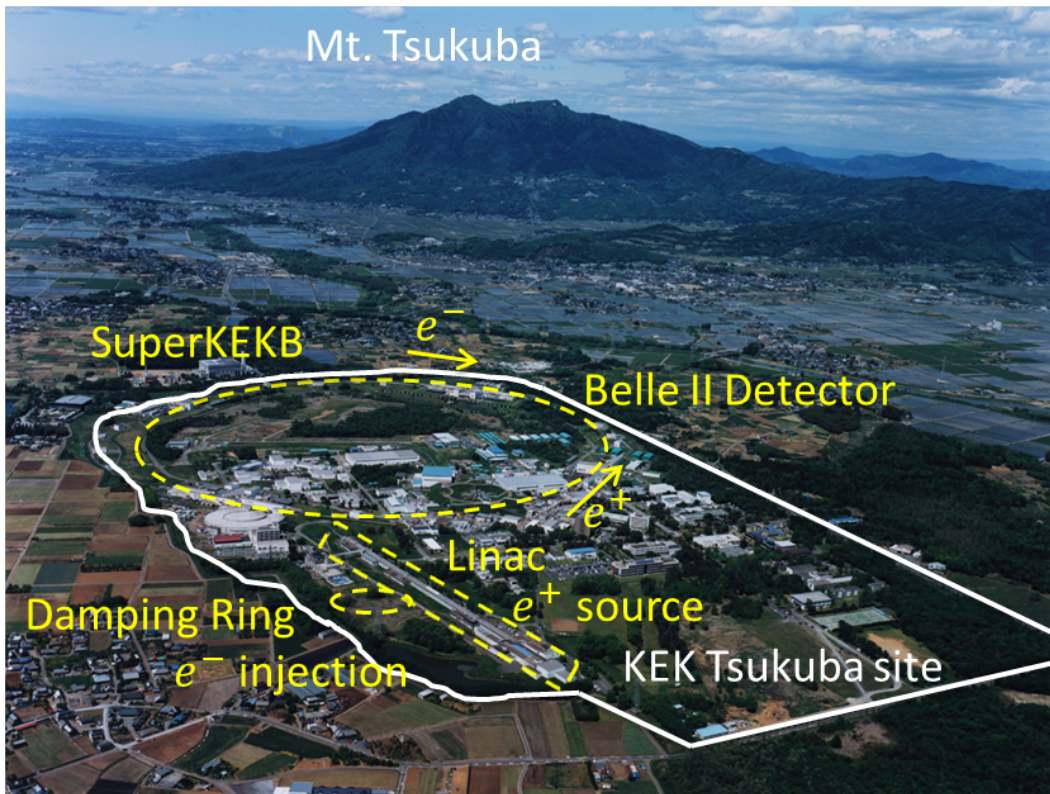 Mt. Tsukuba
e⁻
SuperKEKB
Belle II Detector
e⁺
Linac
Damping Ring
e⁺ source
e⁻ injection
KEK Tsukuba site